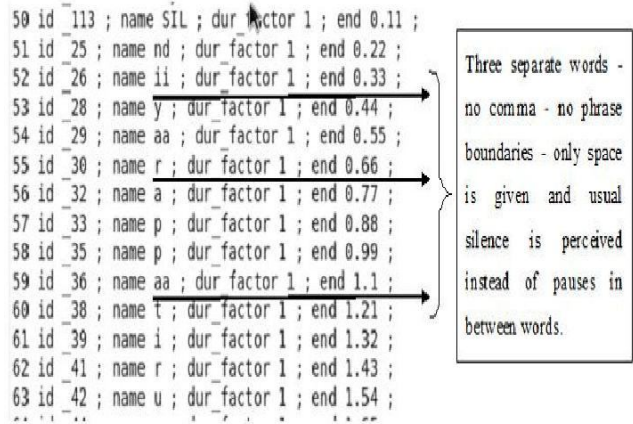 50 id _113 ; name SIL ; dur_factor 1 ; end 0.11 ;
51 id _25 ; name nd ; dur_factor 1 ; end 0.22 ;
52 id _26 ; name ii ; dur_factor 1 ; end 0.33 ;
53 id _28 ; name y ; dur_factor 1 ; end 0.44 ;
54 id _29 ; name aa ; dur_factor 1 ; end 0.55 ;
55 id _30 ; name r ; dur_factor 1 ; end 0.66 ;
56 id _32 ; name a ; dur_factor 1 ; end 0.77 ;
57 id _33 ; name p ; dur_factor 1 ; end 0.88 ;
58 id _35 ; name p ; dur_factor 1 ; end 0.99 ;
59 id _36 ; name aa ; dur_factor 1 ; end 1.1 ;
60 id _38 ; name t ; dur_factor 1 ; end 1.21 ;
61 id _39 ; name i ; dur_factor 1 ; end 1.32 ;
62 id _41 ; name r ; dur_factor 1 ; end 1.43 ;
63 id _42 ; name u ; dur_factor 1 ; end 1.54 ;
Three separate words -
no comma - no phrase
boundaries - only space
is given and usual
silence is perceived
instead of pauses in
between words.